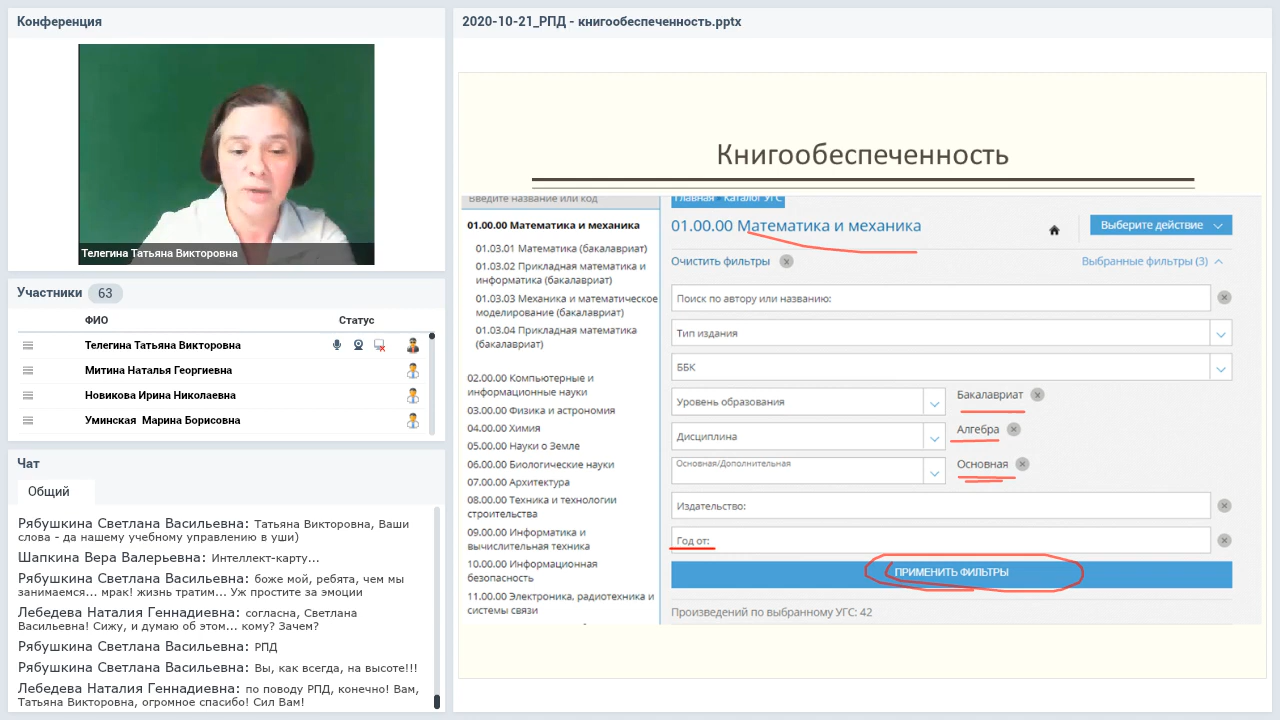 Конференция
Телегина Татьяна Викторовна
Участники 63
ФИО Статус
Телегина Татьяна Викторовна
Митина Наталья Георгиевна
Новикова Ирина Николаевна
Уминская Марина Борисовна
Чат
Общий
Рябушкина Светлана Васильевна: Татьяна Викторовна, Ваши
слова - да нашему учебному управлению в уши)
Шапкина Вера Валерьевна: Интеллект-карту...
Рябушкина Светлана Васильевна: боже мой, ребята, чем мы
занимаемся... мрак! жизнь тратим... Уж простите за эмоции
Лебедева Наталия Геннадиевна: согласна, Светлана
Васильевна! Сижу, и думаю об этом... кому? Зачем?
Рябушкина Светлана Васильевна: РПД
Рябушкина Светлана Васильевна: Вы, как всегда, на высоте!!!
Лебедева Наталия Геннадиевна: по поводу РПД, конечно! Вам,
Татьяна Викторовна, огромное спасибо! Сил Вам!
2020-10-21_РПД - книгообеспеченность.pptx
Книгообеспеченность
Введите название или код
01.00.00 Математика и механика
01.03.01 Математика (бакалавриат)
01.03.02 Прикладная математика и
информатика (бакалавриат)
01.03.03 Механика и математическое
моделирование (бакалавриат)
01.03.04 Прикладная математика
(бакалавриат)
02.00.00 Компьютерные и
информационные науки
03.00.00 Физика и астрономия
04.00.00 Химия
05.00.00 Науки о Земле
06.00.00 Биологические науки
07.00.00 Архитектура
08.00.00 Техника и технологии
строительства
09.00.00 Информатика и
вычислительная техника
10.00.00 Информационная
безопасность
11.00.00 Электроника, радиотехника и
системы связи
Главная Каталог УГС
01.00.00 Математика и механика
Выберите действие
Очистить фильтры
Выбранные фильтры (3)
Поиск по автору или названию:
Тип издания
ББК
Уровень образования Бакалавриат
Дисциплина Алгебра
Основная/Дополнительная Основная
Издательство:
Год от:
ПРИМЕНИТЬ ФИЛЬТРЫ
Произведений по выбранному УГС: 42